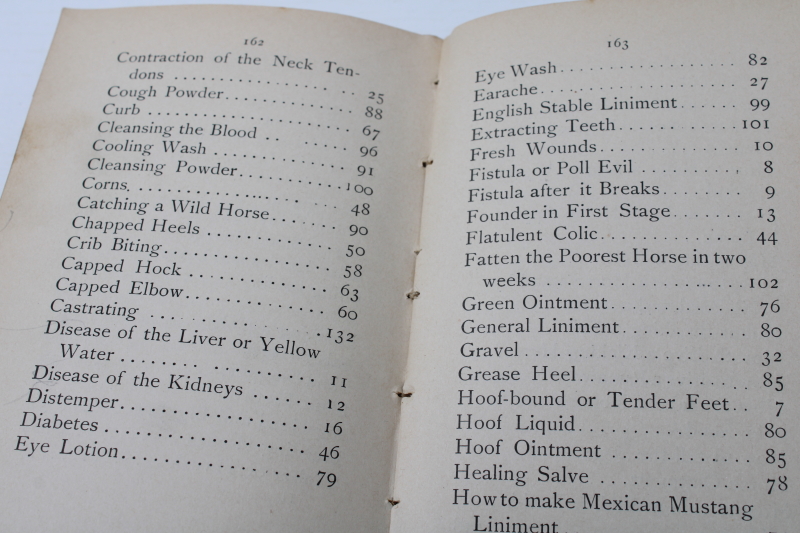 162
Contraction of the Neck Ten-
dons . . . . . . . . . . . . . . 25
Cough Powder. . . . . . . . . . . . . . 88
Curb . . . . . . . . . . . . . . . . 67
Cleansing the Blood . . . . . . . . 96
Cooling Wash . . . . . . . . . . . . . 91
Cleansing Powder. . . . . . . . . . . . 100
Corns. . . . . . . . . . . . . . . . 48
Catching a Wild Horse. . . . . . . . 90
Chapped Heels . . . . . . . . . . . . 50
Crib Biting. . . . . . . . . . . . . . . 58
Capped Hock . . . . . . . . . . . . . 63
Capped Elbow. . . . . . . . . . . . . 60
Castrating . . . . . . . . . . . . . . 132
Disease of the Liver or Yellow
Water . . . . . . . . . . . . . . . 11
Disease of the Kidneys . . . . . . . 12
Distemper. . . . . . . . . . . . . . . . 16
Diabetes . . . . . . . . . . . . . . . . 46
Eye Lotion. . . . . . . . . . . . . . . 79
163
Eye Wash. . . . . . . . . . . . . . . . 82
Earache. . . . . . . . . . . . . . . . 27
English Stable Liniment . . . . . . 99
Extracting Teeth . . . . . . . . . . . 101
Fresh Wounds. . . . . . . . . . . . . 10
Fistula or Poll Evil . . . . . . . . . 8
Fistula after it Breaks. . . . . . . . 9
Founder in First Stage. . . . . . . 13
Flatulent Colic. . . . . . . . . . . . . 44
Fatten the Poorest Horse in two
weeks . . . . . . . . . . . . . . . . 102
Green Ointment. . . . . . . . . . . . 76
General Liniment. . . . . . . . . . . 80
Gravel . . . . . . . . . . . . . . . . . 32
Grease Heel. . . . . . . . . . . . . . 85
Hoof-bound or Tender Feet. . 7
Hoof Liquid. . . . . . . . . . . . . . 80
Hoof Ointment . . . . . . . . . . . . 85
Healing Salve . . . . . . . . . . . . 78
How to make Mexican Mustang
Liniment